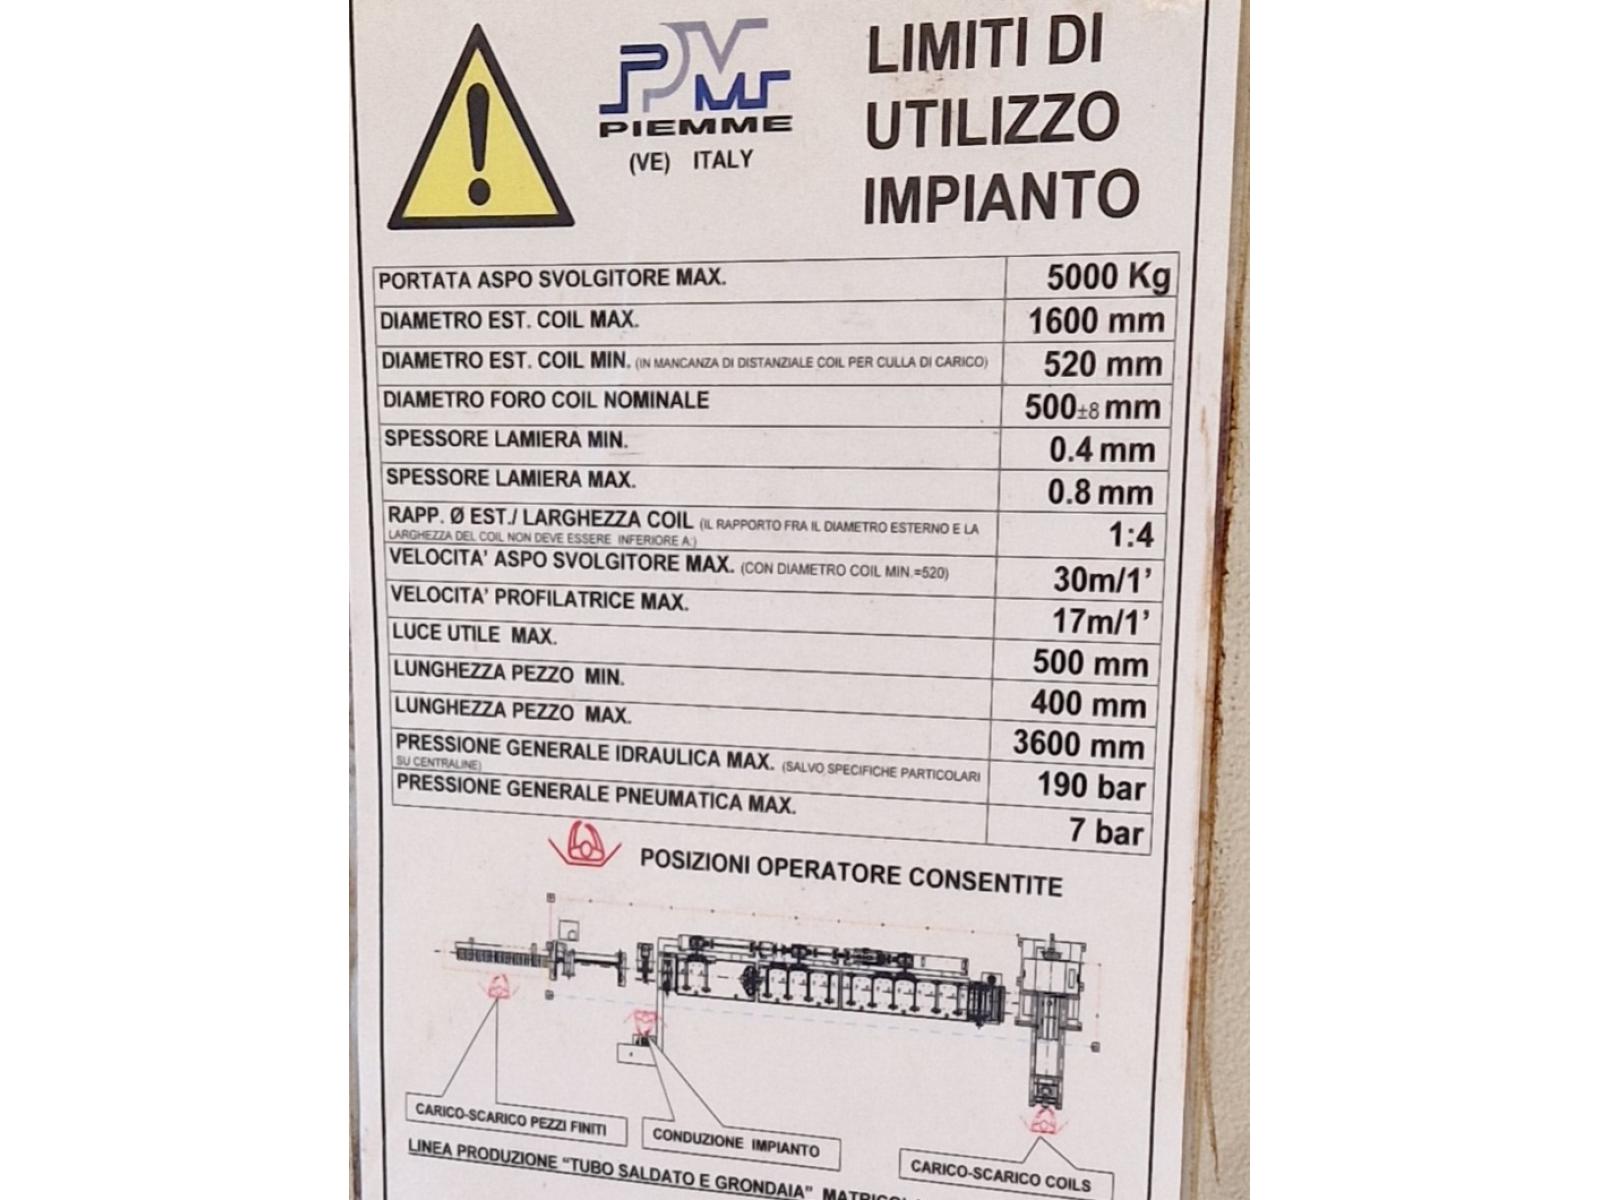 PIEMME
(VE) ITALY
LIMITI DI
UTILIZZO
IMPIANTO
PORTATA ASPO SVOLGITORE MAX. 5000 Kg
DIAMETRO EST. COIL MAX. 1600 mm
DIAMETRO EST. COIL MIN. (IN MANCANZA DI DISTANZIALE COIL PER CULLA DI CARICO) 520 mm
DIAMETRO FORO COIL NOMINALE 500±8 mm
SPESSORE LAMIERA MIN. 0.4 mm
SPESSORE LAMIERA MAX. 0.8 mm
RAPP. Ø EST./ LARGHEZZA COIL (IL RAPPORTO FRA IL DIAMETRO ESTERNO E LA
LARGHEZZA DEL COIL NON DEVE ESSERE INFERIORE A:) 1:4
VELOCITA' ASPO SVOLGITORE MAX. (CON DIAMETRO COIL MIN.=520) 30m/1'
VELOCITA' PROFILATRICE MAX. 17m/1'
LUCE UTILE MAX. 500 mm
LUNGHEZZA PEZZO MIN. 400 mm
LUNGHEZZA PEZZO MAX. 3600 mm
PRESSIONE GENERALE IDRAULICA MAX. (SALVO SPECIFICHE PARTICOLARI
SU CENTRALINE) 190 bar
PRESSIONE GENERALE PNEUMATICA MAX. 7 bar
POSIZIONI OPERATORE CONSENTITE
CARICO-SCARICO PEZZI FINITI
CONDUZIONE IMPIANTO
CARICO-SCARICO COILS
LINEA PRODUZIONE "TUBO SALDATO E GRONDAIA"